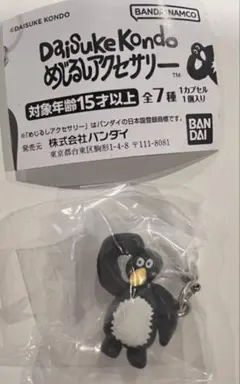 ©DAISUKE KONDO
BANDAI NAMCO
DaiSUKe KonDo
めじるしアクセサリー™
対象年齢15才以上 全7種 1カプセル1個入り
※「めじるしアクセサリー」はバンダイの日本国登録商標です。
発売元 株式会社バンダイ
東京都台東区駒形1-4-8 〒111-8081
BAN
DAI